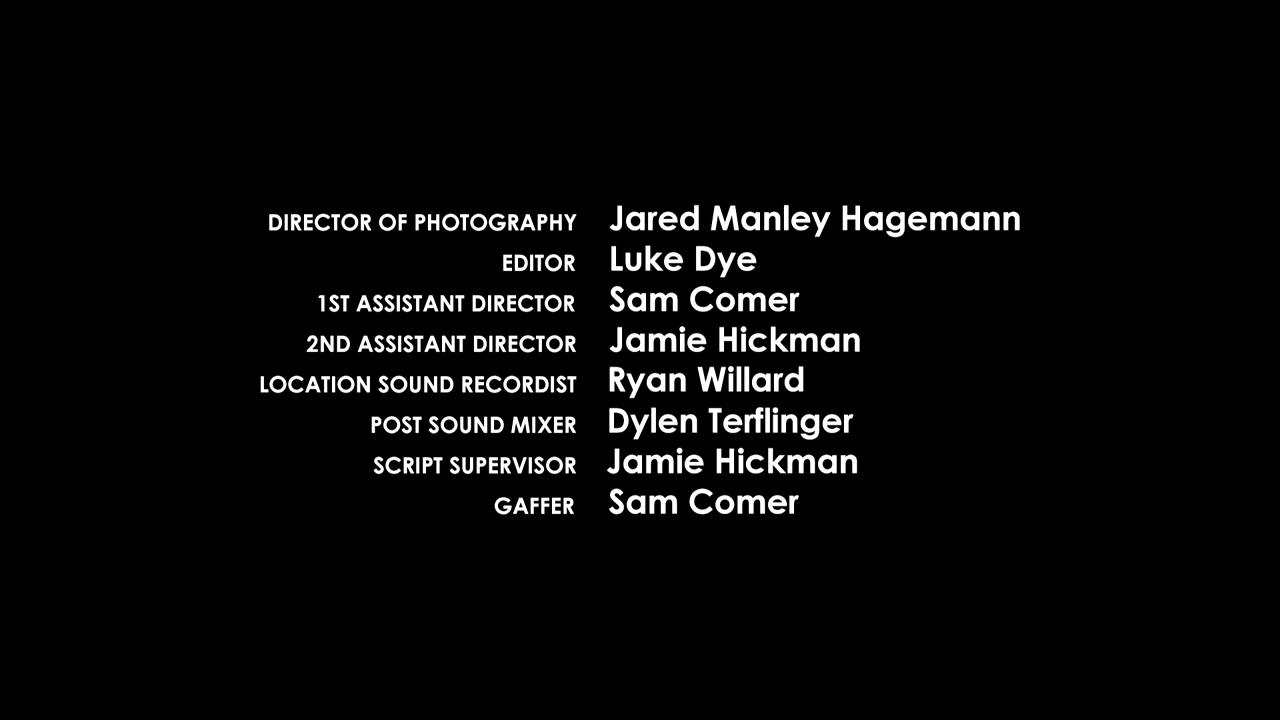 DIRECTOR OF PHOTOGRAPHY Jared Manley Hagemann
EDITOR Luke Dye
1ST ASSISTANT DIRECTOR Sam Comer
2ND ASSISTANT DIRECTOR Jamie Hickman
LOCATION SOUND RECORDIST Ryan Willard
POST SOUND MIXER Dylen Terflinger
SCRIPT SUPERVISOR Jamie Hickman
GAFFER Sam Comer